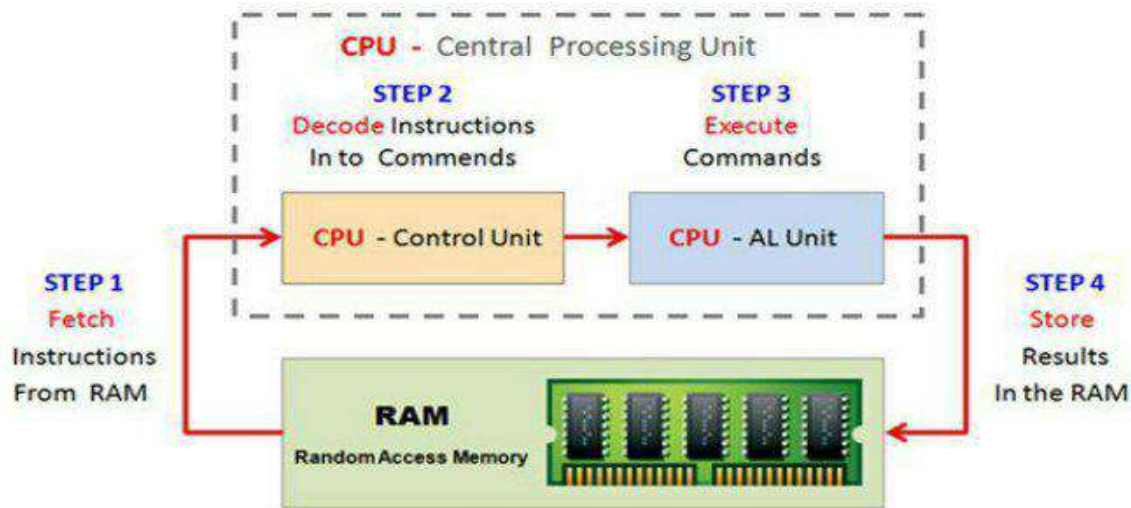 CPU - Central Processing Unit
STEP 2
Decode Instructions
In to Commends
STEP 3
Execute
Commands
CPU - Control Unit
CPU - AL Unit
STEP 1
Fetch
Instructions
From RAM
STEP 4
Store
Results
In the RAM
RAM
Random Access Memory